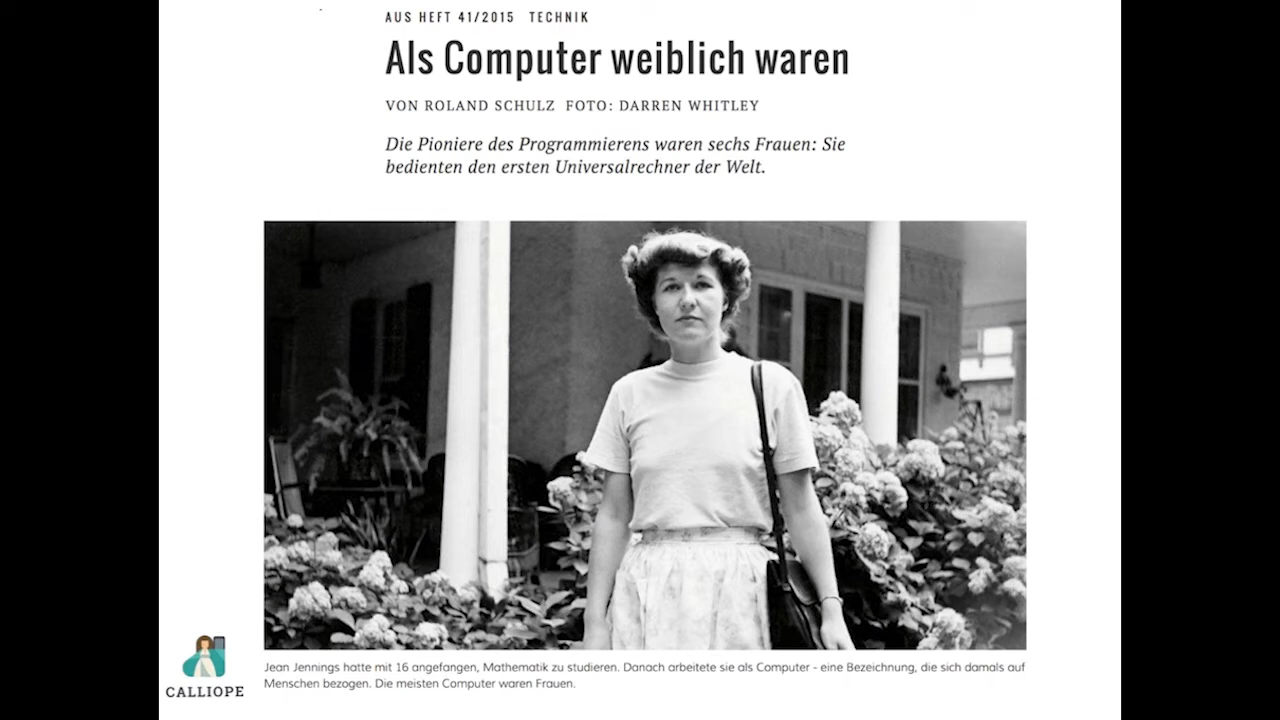 AUS HEFT 41/2015 TECHNIK
Als Computer weiblich waren
VON ROLAND SCHULZ FOTO: DARREN WHITLEY
Die Pioniere des Programmierens waren sechs Frauen: Sie
bedienten den ersten Universalrechner der Welt.
Jean Jennings hatte mit 16 angefangen, Mathematik zu studieren. Danach arbeitete sie als Computer - eine Bezeichnung, die sich damals auf
Menschen bezogen. Die meisten Computer waren Frauen.
CALLIOPE